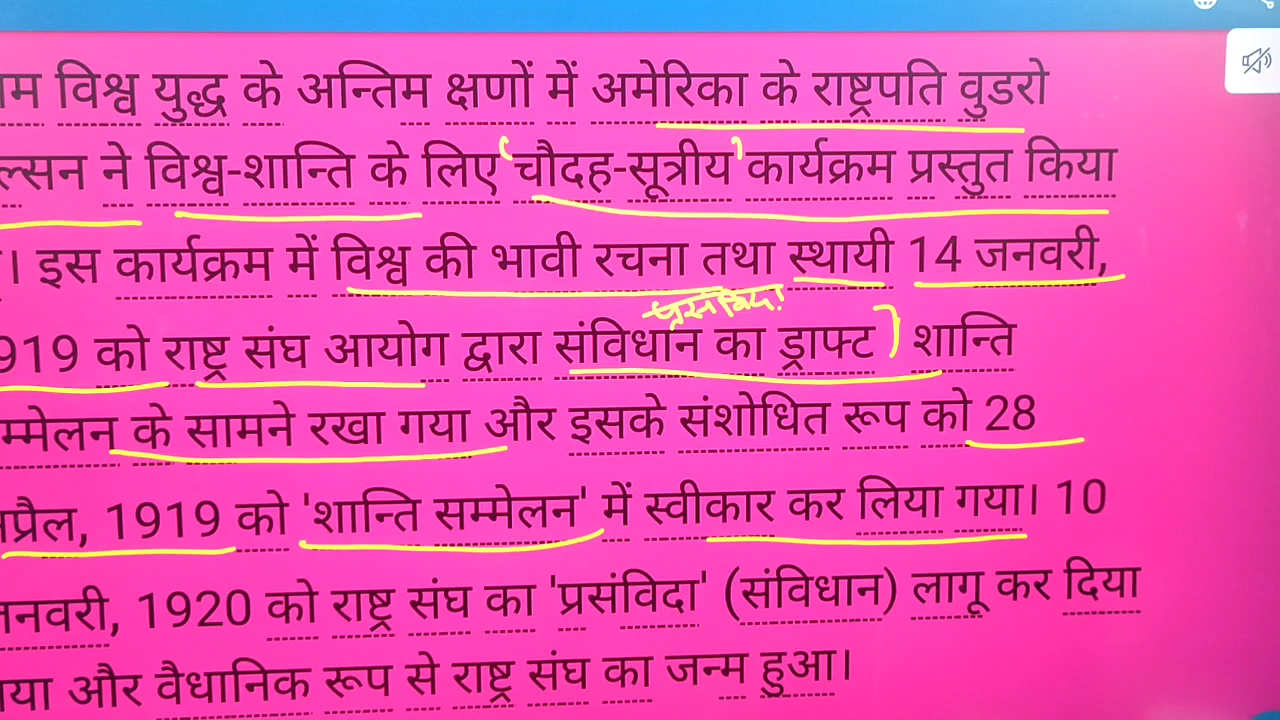 विश्व युद्ध के अन्तिम क्षणों में अमेरिका के राष्ट्रपति वुडरो
ने विश्व-शान्ति के लिए 'चौदह-सूत्रीय' कार्यक्रम प्रस्तुत किया
। इस कार्यक्रम में विश्व की भावी रचना तथा स्थायी 14 जनवरी,
919 को राष्ट्र संघ आयोग द्वारा संविधान का ड्राफ्ट शान्ति
म्मेलन के सामने रखा गया और इसके संशोधित रूप को 28
प्रैल, 1919 को 'शान्ति सम्मेलन' में स्वीकार कर लिया गया। 10
नवरी, 1920 को राष्ट्र संघ का 'प्रसंविदा' (संविधान) लागू कर दिया
या और वैधानिक रूप से राष्ट्र संघ का जन्म हुआ।